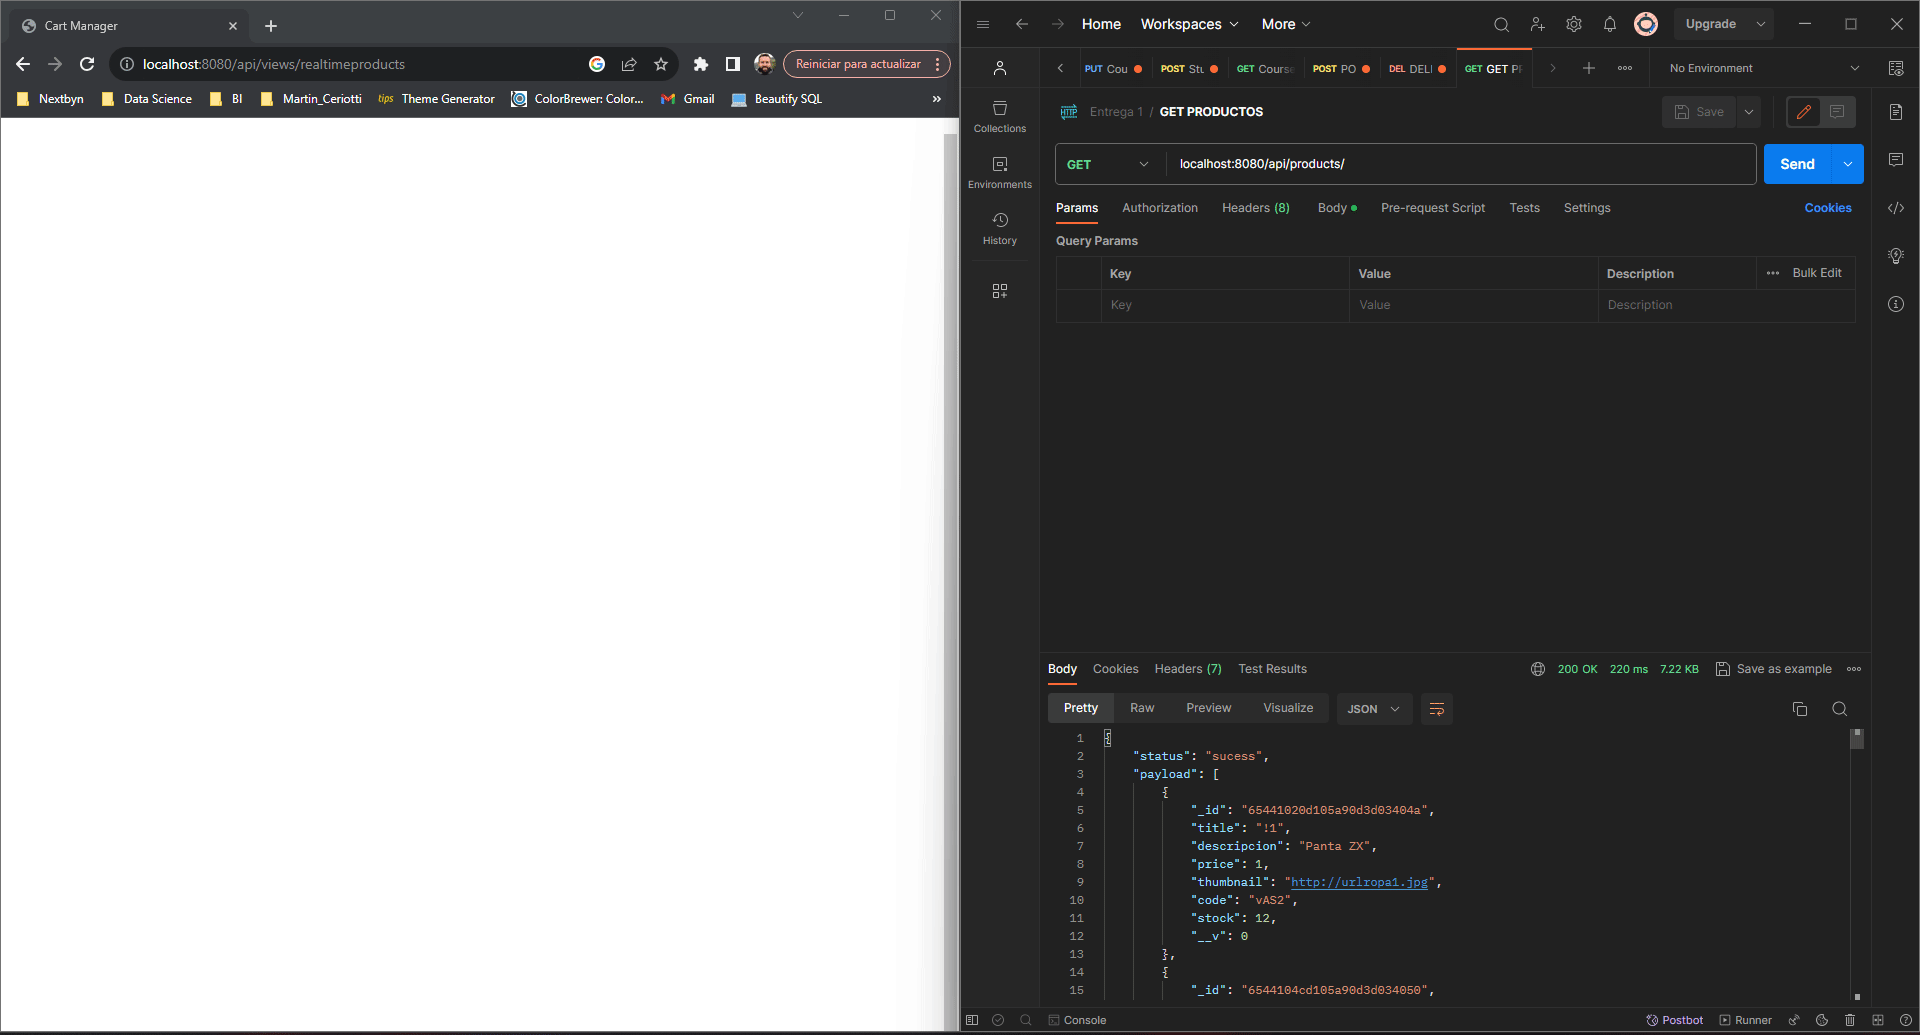 Cart Manager
localhost:8080/api/views/realtimeproducts
Reiniciar para actualizar
Nextbyn Data Science BI Martin_Ceriotti tips Theme Generator ColorBrewer: Color... Gmail Beautify SQL »
Home Workspaces More Upgrade
PUT Cou POST Stu GET Course POST PO DEL DELI GET GET PR No Environment
Entrega 1 / GET PRODUCTOS Save
GET localhost:8080/api/products/ Send
Params Authorization Headers (8) Body Pre-request Script Tests Settings Cookies
Query Params
Key Value Description Bulk Edit
Key Value Description
Collections
Environments
History
Body Cookies Headers (7) Test Results 200 OK 220 ms 7.22 KB Save as example
Pretty Raw Preview Visualize JSON
1 {
2 "status": "sucess",
3 "payload": [
4 {
5 "_id": "65441020d105a90d3d03404a",
6 "title": "!1",
7 "descripcion": "Panta ZX",
8 "price": 1,
9 "thumbnail": "http://urlropa1.jpg",
10 "code": "vAS2",
11 "stock": 12,
12 "__v": 0
13 },
14 {
15 "_id": "6544104cd105a90d3d034050",
Console Postbot Runner